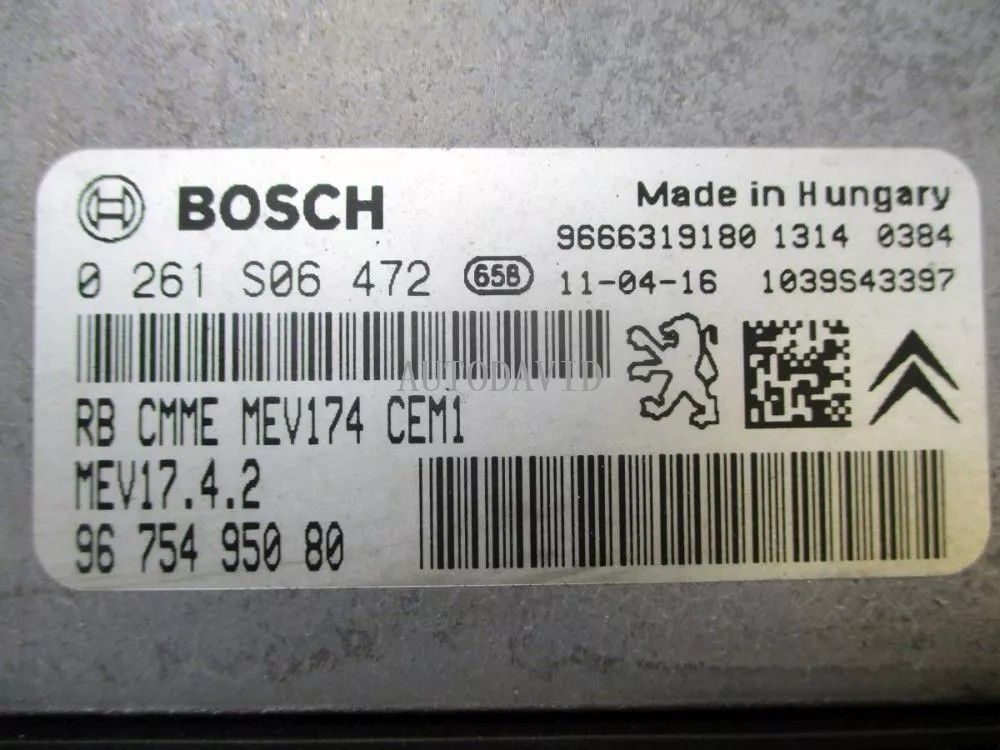 BOSCH
Made in Hungary
9666319180 1314 0384
0 261 S06 472 658 11-04-16 1039S43397
AUTODAVID
RB CMME MEV174 CEM1
MEV17.4.2
96 754 950 80